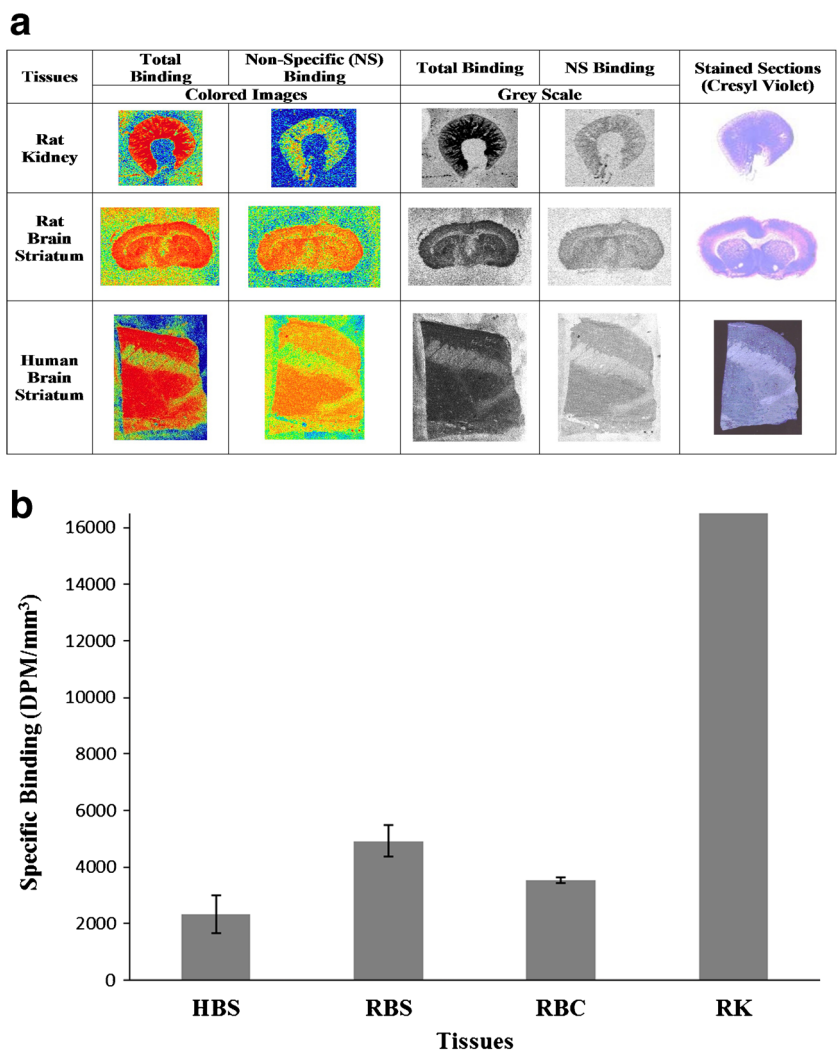 a
Tissues
Total
Binding
Non-Specific (NS)
Binding
Total Binding
NS Binding
Stained Sections
(Cresyl Violet)
Colored Images
Grey Scale
Rat
Kidney
Rat
Brain
Striatum
Human
Brain
Striatum
b
Specific Binding (DPM/mm³)
16000
14000
12000
10000
8000
6000
4000
2000
0
HBS
RBS
RBC
RK
Tissues